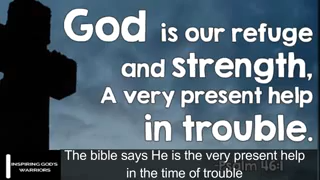 God is our refuge
and strength,
A very present help
in trouble.
Psalm 46:1
INSPIRING GOD'S
WARRIORS
The bible says He is the very present help
in the time of trouble